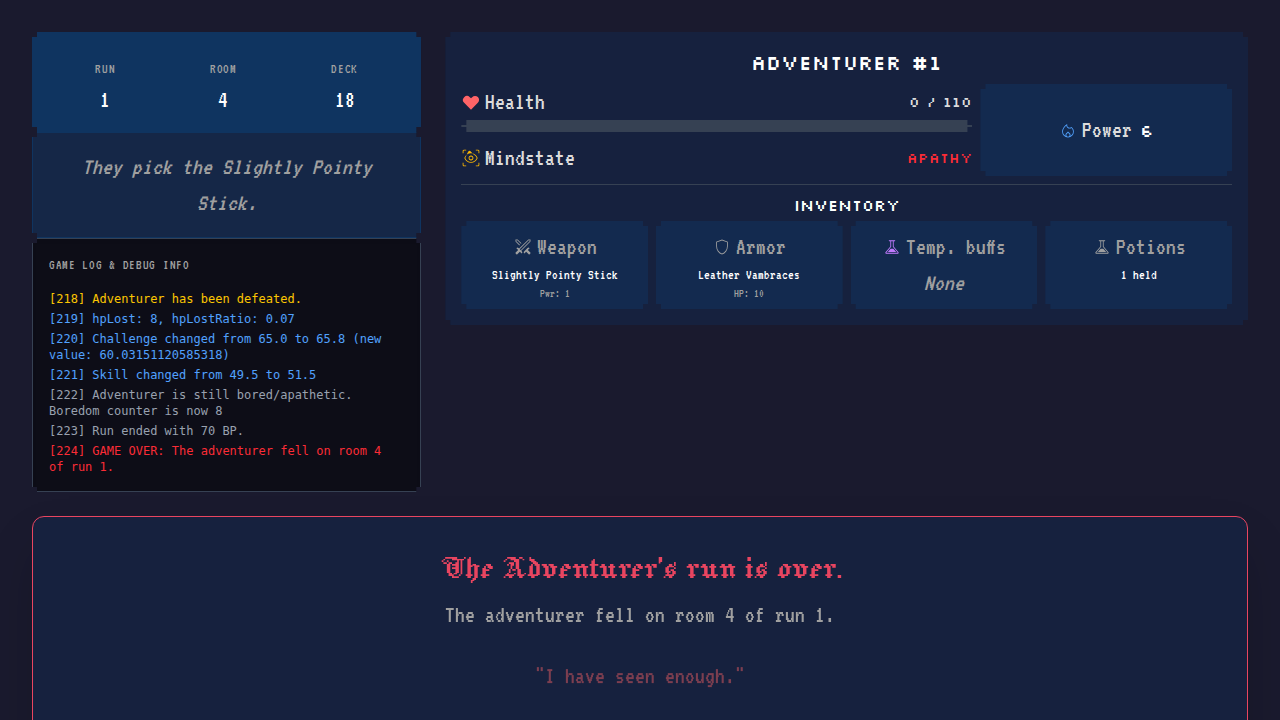 RUN
1
ROOM
4
DECK
18
They pick the Slightly Pointy
Stick.
GAME LOG & DEBUG INFO
[218] Adventurer has been defeated.
[219] hpLost: 8, hpLostRatio: 0.07
[220] Challenge changed from 65.0 to 65.8 (new
value: 60.03151120585318)
[221] Skill changed from 49.5 to 51.5
[222] Adventurer is still bored/apathetic.
Boredom counter is now 8
[223] Run ended with 70 BP.
[224] GAME OVER: The adventurer fell on room 4
of run 1.
ADVENTURER #1
Health
0 / 110
Mindstate
APATHY
Power 6
INVENTORY
Weapon
Slightly Pointy Stick
Pwr: 1
Armor
Leather Vambraces
HP: 10
Temp. buffs
None
Potions
1 held
The Adventurer's run is over.
The adventurer fell on room 4 of run 1.
"I have seen enough."